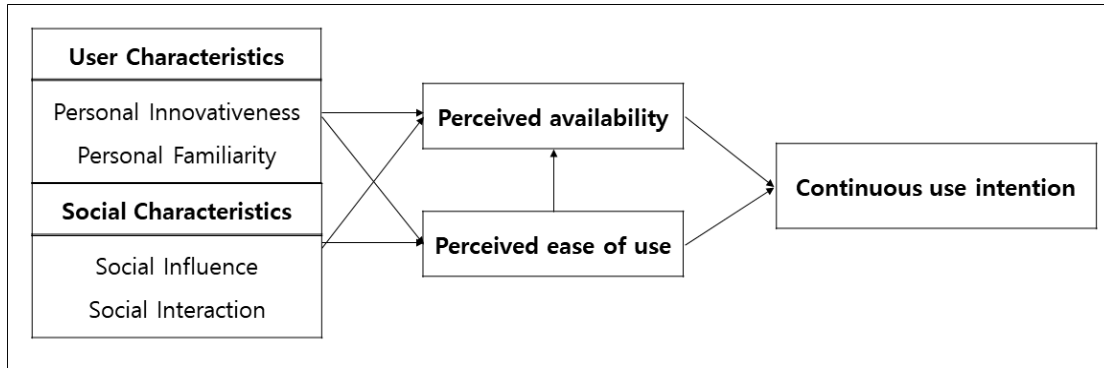 User Characteristics
Personal Innovativeness
Personal Familiarity
Social Characteristics
Social Influence
Social Interaction
Perceived availability
Perceived ease of use
Continuous use intention